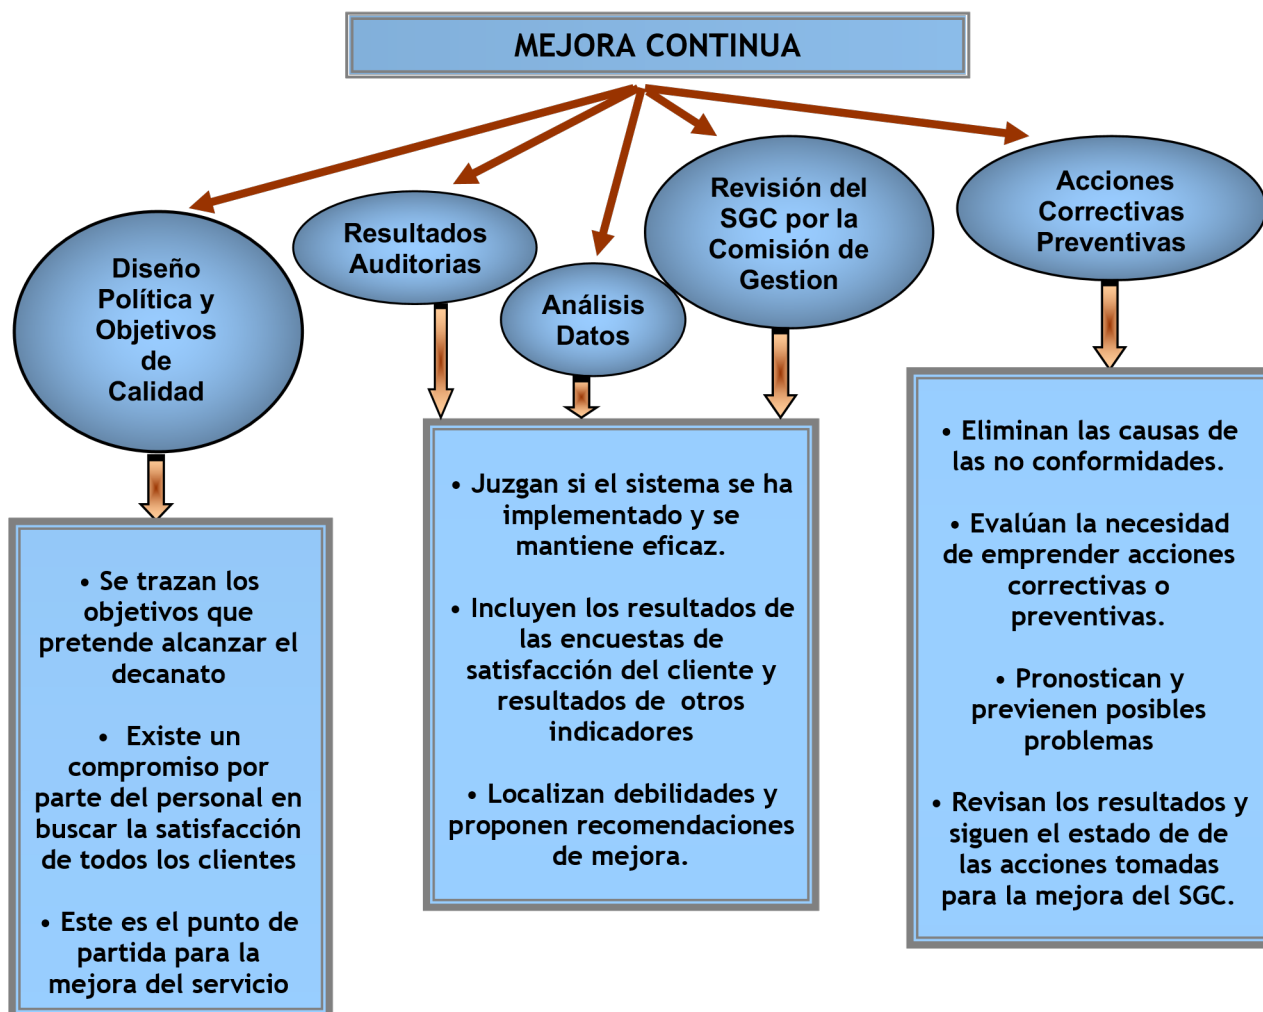 MEJORA CONTINUA
Diseño
Política y
Objetivos
de
Calidad
Resultados
Auditorias
Análisis
Datos
Revisión del
SGC por la
Comisión de
Gestion
Acciones
Correctivas
Preventivas
• Se trazan los
objetivos que
pretende alcanzar el
decanato
• Existe un
compromiso por
parte del personal en
buscar la satisfacción
de todos los clientes
• Este es el punto de
partida para la
mejora del servicio
• Juzgan si el sistema se ha
implementado y se
mantiene eficaz.
• Incluyen los resultados de
las encuestas de
satisfacción del cliente y
resultados de otros
indicadores
• Localizan debilidades y
proponen recomendaciones
de mejora.
• Eliminan las causas de
las no conformidades.
• Evalúan la necesidad
de emprender acciones
correctivas o
preventivas.
• Pronostican y
previenen posibles
problemas
• Revisan los resultados y
siguen el estado de de
las acciones tomadas
para la mejora del SGC.